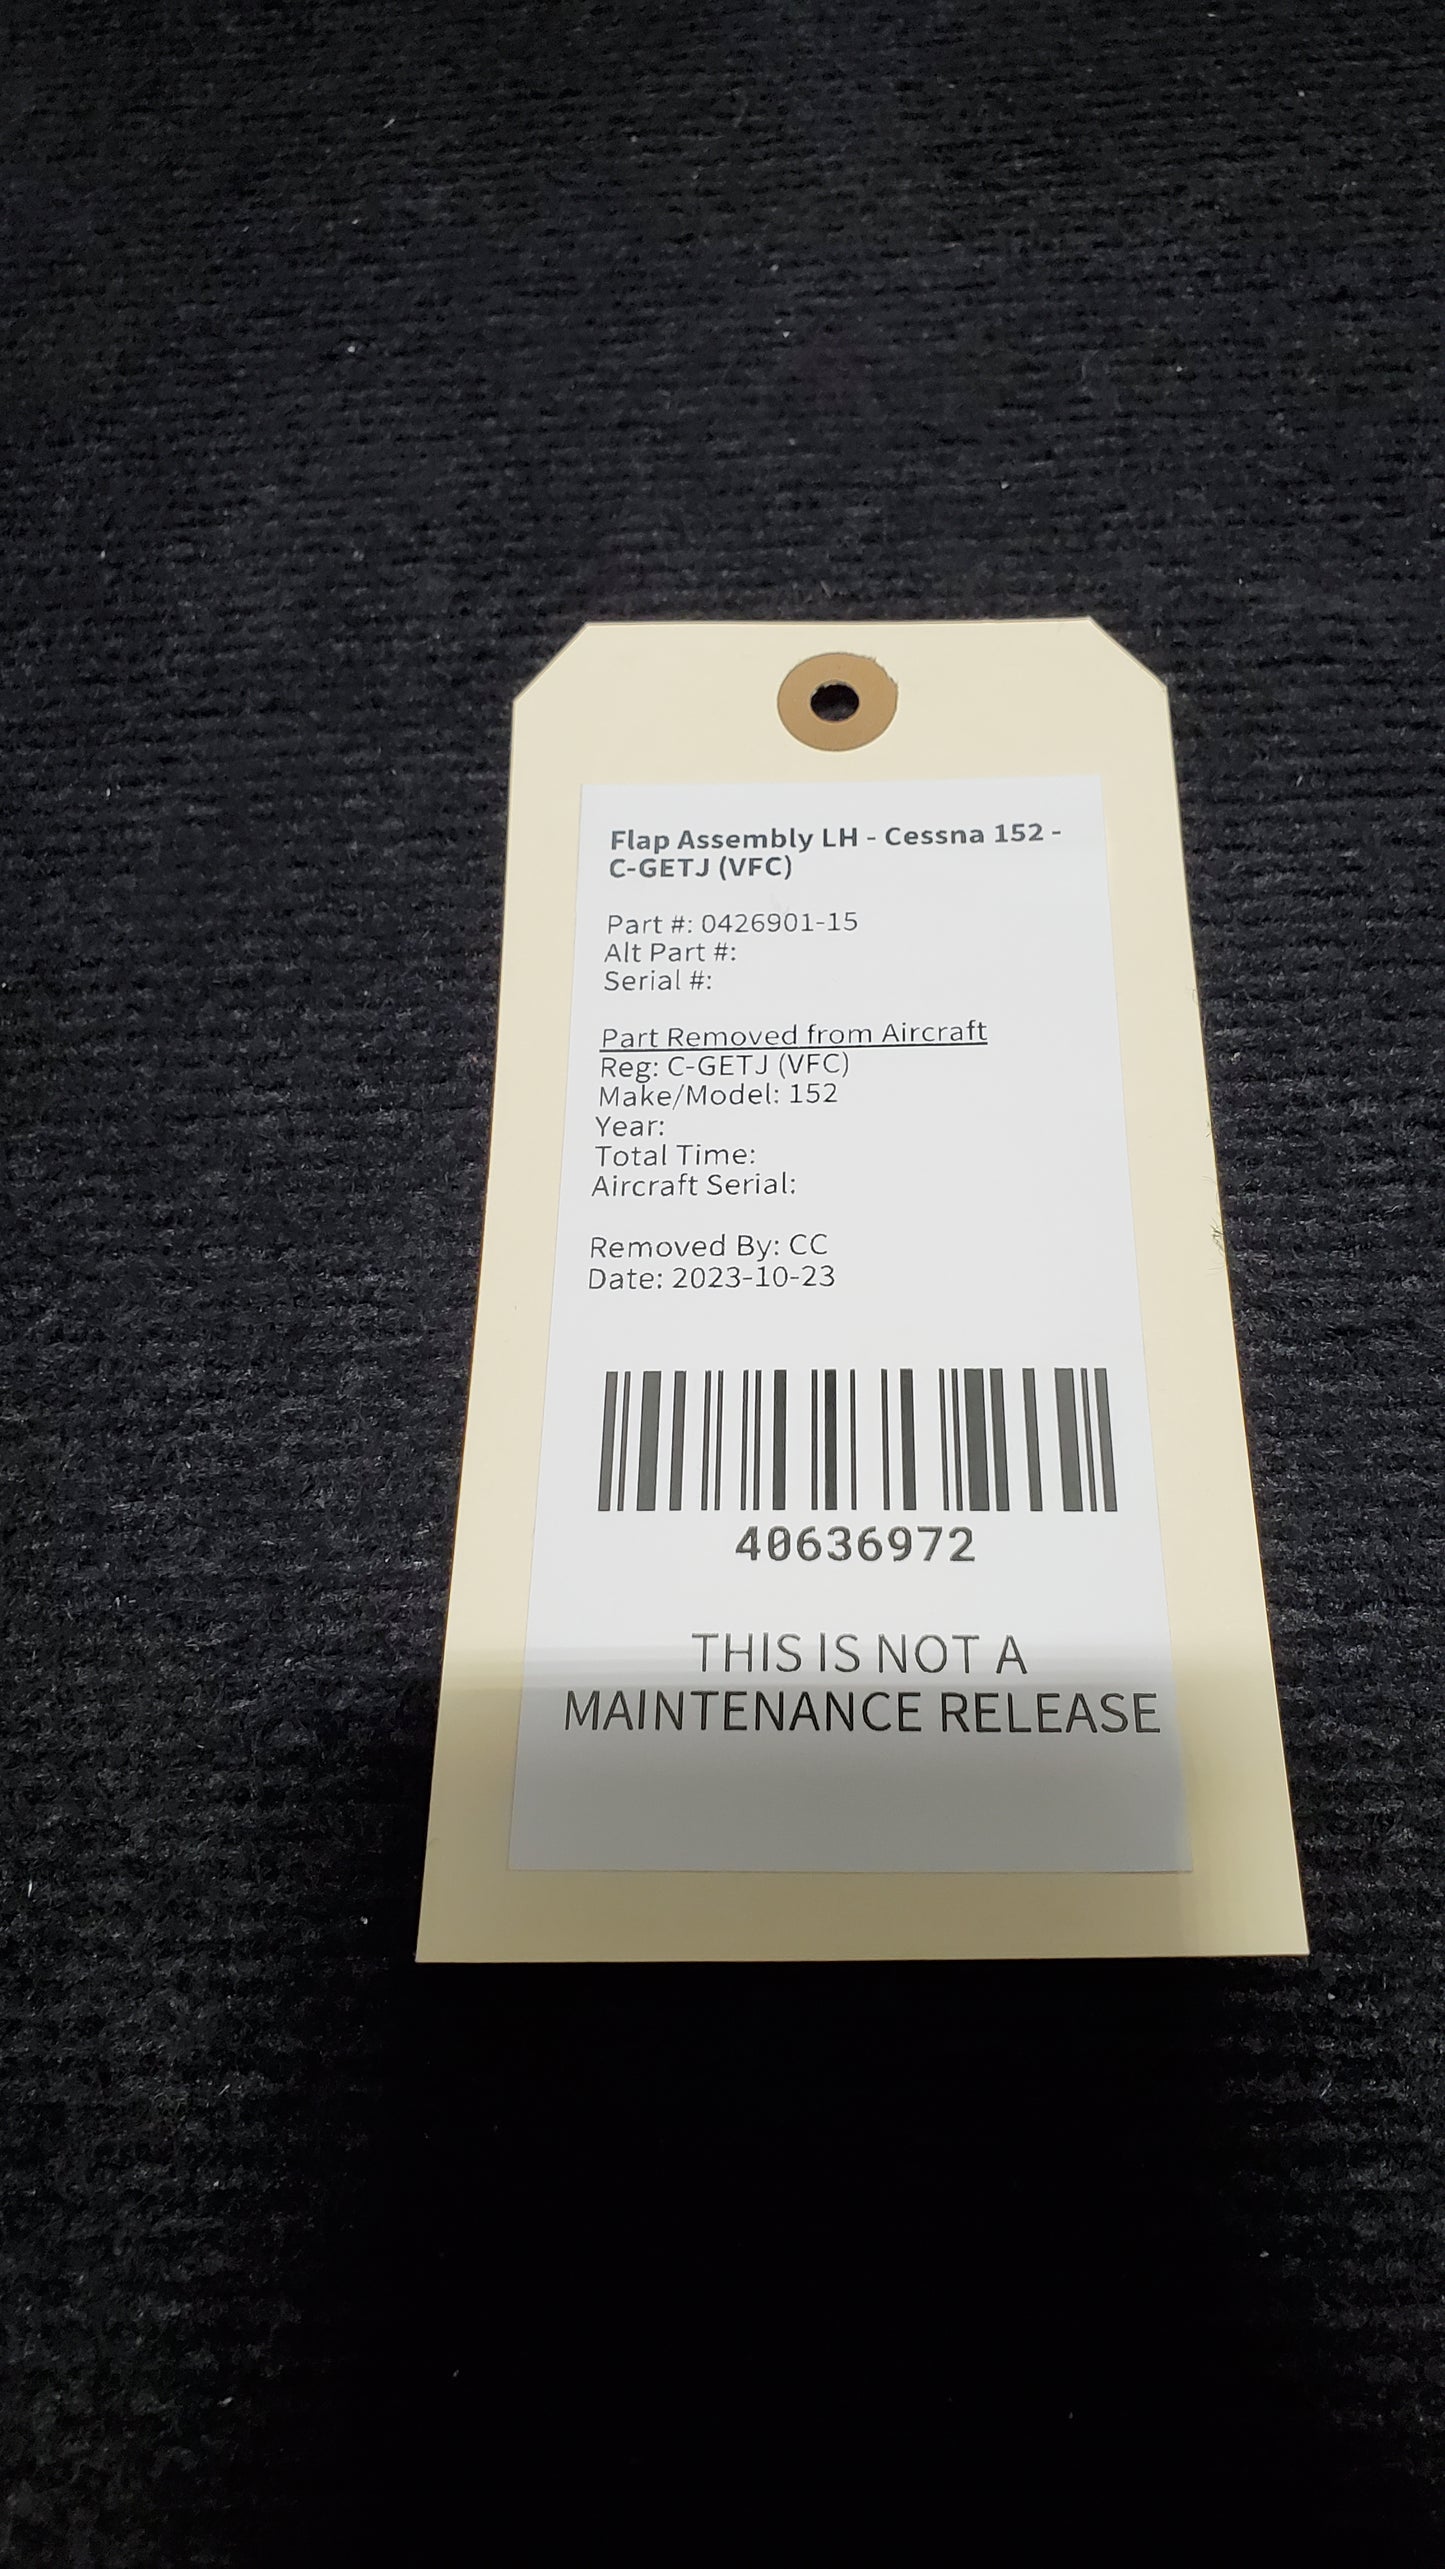 Flap Assembly LH - Cessna 152 -
C-GETJ (VFC)
Part #: 0426901-15
Alt Part #:
Serial #:
Part Removed from Aircraft
Reg: C-GETJ (VFC)
Make/Model: 152
Year:
Total Time:
Aircraft Serial:
Removed By: CC
Date: 2023-10-23
40636972
THIS IS NOT A
MAINTENANCE RELEASE